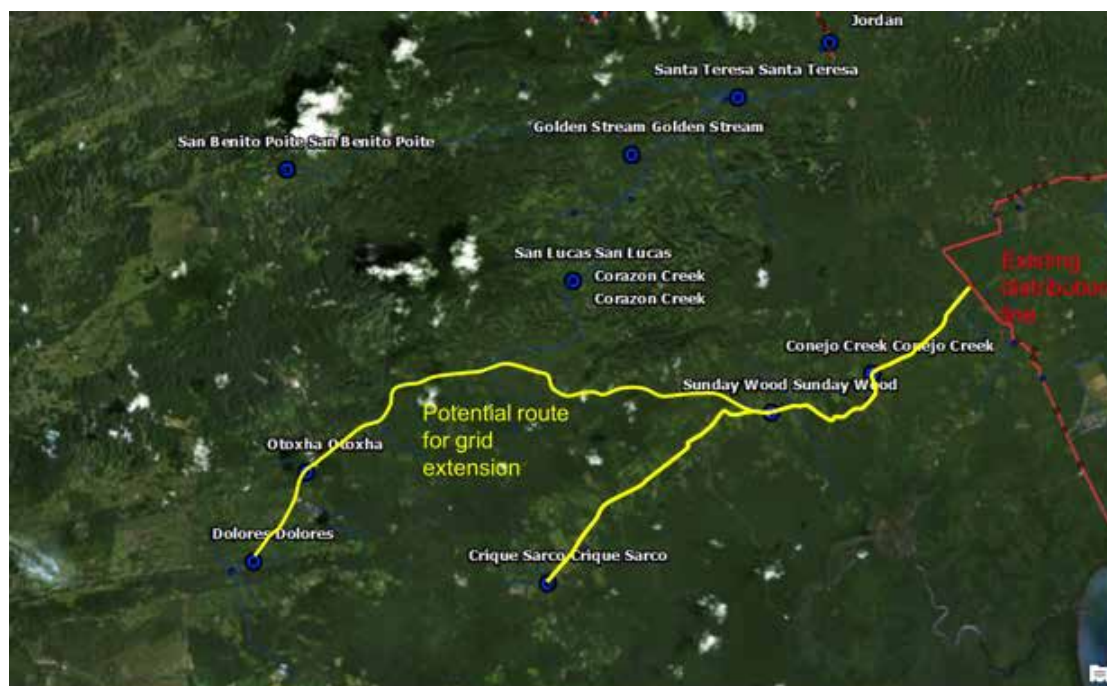 Jordan
Santa Teresa Santa Teresa
Golden Stream Golden Stream
San Benito Poite San Benito Poite
San Lucas San Lucas
Corazon Creek
Corazon Creek
Existing
distribution
line
Conejo Creek Conejo Creek
Sunday Wood Sunday Wood
Potential route
for grid
extension
Otoxha Otoxha
Dolores Dolores
Crique Sarco Crique Sarco